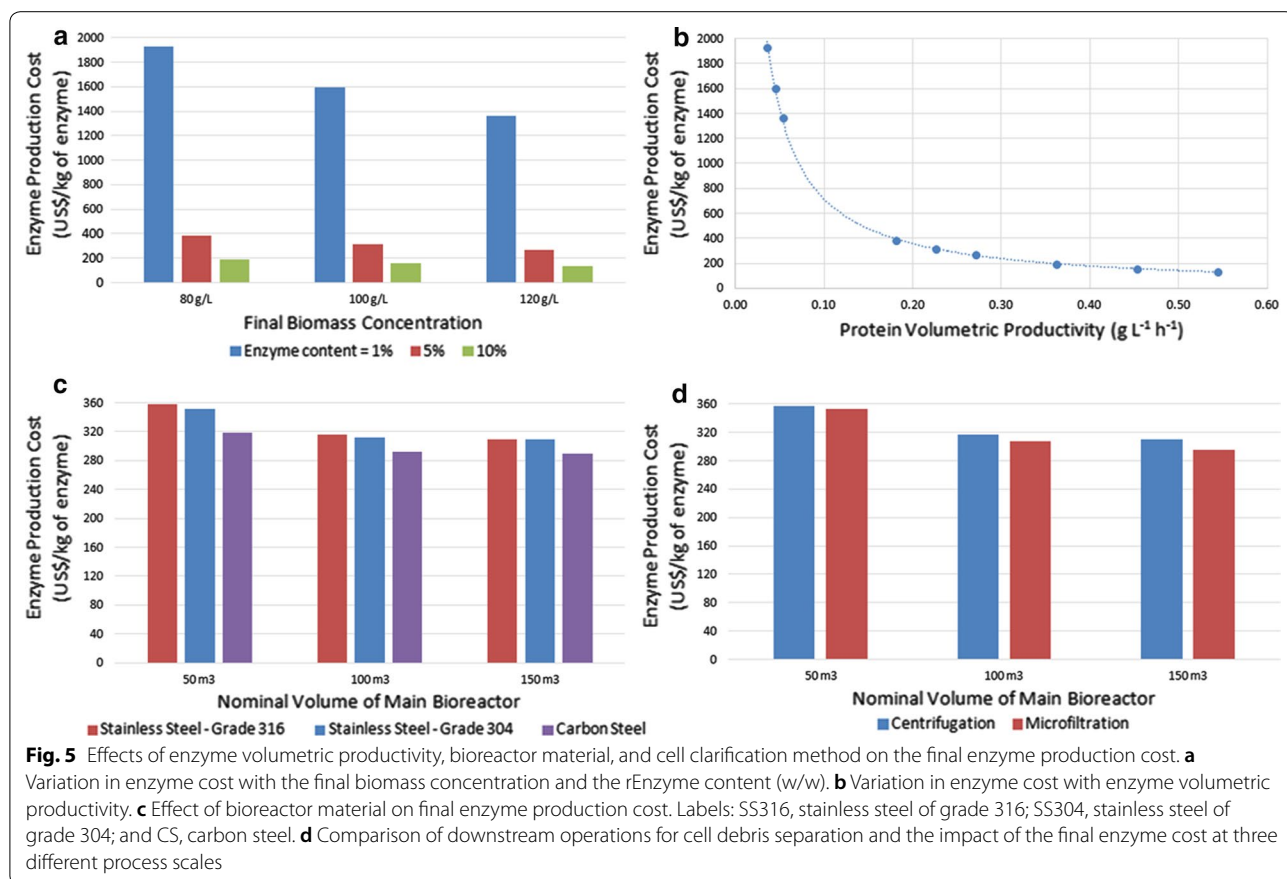 a
2000
1800
1600
1400
1200
1000
800
600
400
200
0
Enzyme Production Cost
(US$/kg of enzyme)
80 g/L
100 g/L
120 g/L
Final Biomass Concentration
Enzyme content = 1%
5%
10%
b
2000
1800
1600
1400
1200
1000
800
600
400
200
0
Enzyme Production Cost
(US$/kg of enzyme)
0.00
0.10
0.20
0.30
0.40
0.50
0.60
Protein Volumetric Productivity (g L⁻¹ h⁻¹)
c
360
320
280
240
200
160
120
80
40
0
Enzyme Production Cost
(US$/kg of enzyme)
50 m3
100 m3
150 m3
Nominal Volume of Main Bioreactor
Stainless Steel - Grade 316
Stainless Steel - Grade 304
Carbon Steel
d
360
320
280
240
200
160
120
80
40
0
Enzyme Production Cost
(US$/kg of enzyme)
50 m3
100 m3
150 m3
Nominal Volume of Main Bioreactor
Centrifugation
Microfiltration
Fig. 5 Effects of enzyme volumetric productivity, bioreactor material, and cell clarification method on the final enzyme production cost. a
Variation in enzyme cost with the final biomass concentration and the rEnzyme content (w/w). b Variation in enzyme cost with enzyme volumetric
productivity. c Effect of bioreactor material on final enzyme production cost. Labels: SS316, stainless steel of grade 316; SS304, stainless steel of
grade 304; and CS, carbon steel. d Comparison of downstream operations for cell debris separation and the impact of the final enzyme cost at three
different process scales